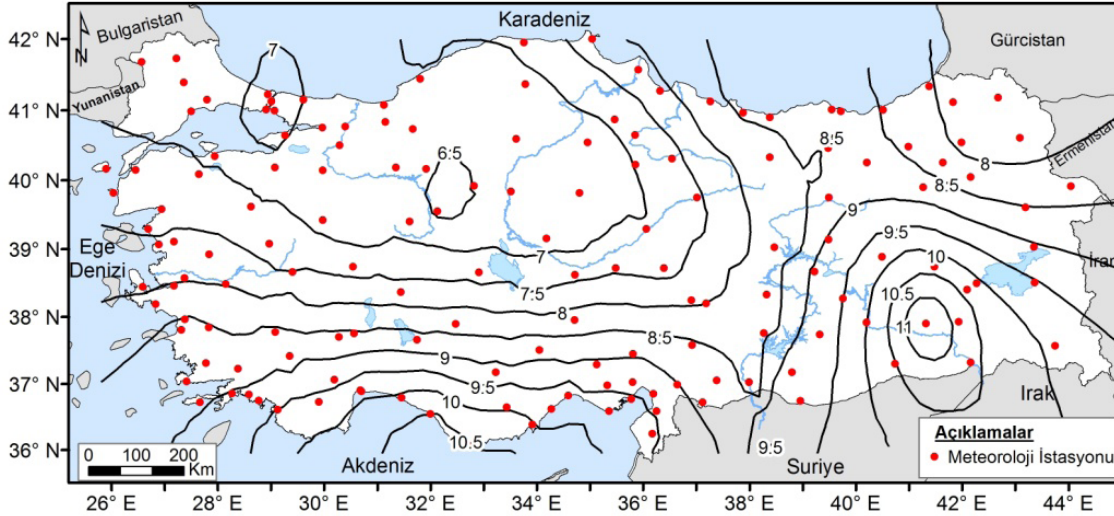 Karadeniz
Bulgaristan
Gürcistan
42° N
N
7
41° N
Yunanistan
8:5
Ermenistan
8
6:5
40° N
8:5
9
39° N
Ege
Denizi
7
9:5
10
İran
7:5
10.5
38° N
8
11
8:5
9
37° N
9.5
10
Irak
10.5
36° N
0 100 200
Km
Akdeniz
9:5
Suriye
Açıklamalar
Meteoroloji İstasyonu
26° E 28° E 30° E 32° E 34° E 36° E 38° E 40° E 42° E 44° E